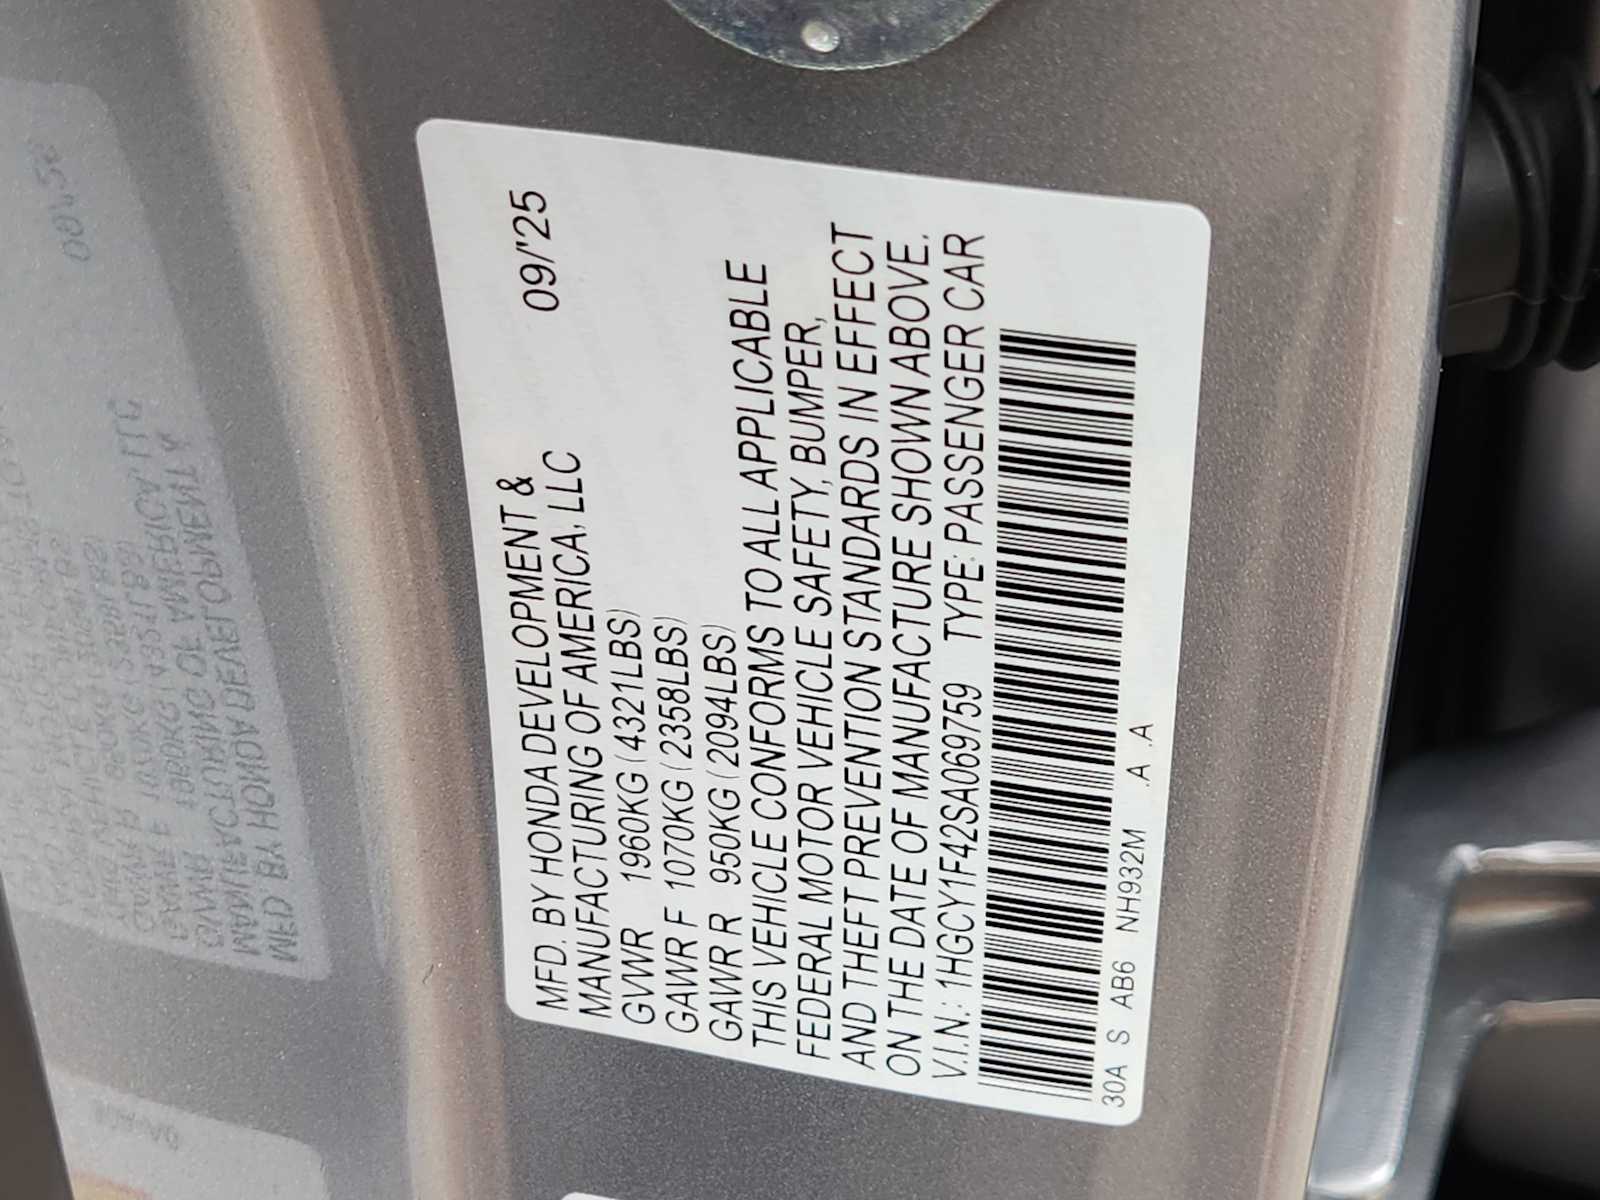 MFD. BY HONDA DEVELOPMENT &
MANUFACTURING OF AMERICA, LLC 09/'25
GVWR 1960KG (4321LBS)
GAWR F 1070KG (2358LBS)
GAWR R 950KG (2094LBS)
THIS VEHICLE CONFORMS TO ALL APPLICABLE
FEDERAL MOTOR VEHICLE SAFETY, BUMPER,
AND THEFT PREVENTION STANDARDS IN EFFECT
ON THE DATE OF MANUFACTURE SHOWN ABOVE.
V.I.N.: 1HGCY1F42SA069759 TYPE: PASSENGER CAR
30A S AB6 NH932M .A .A